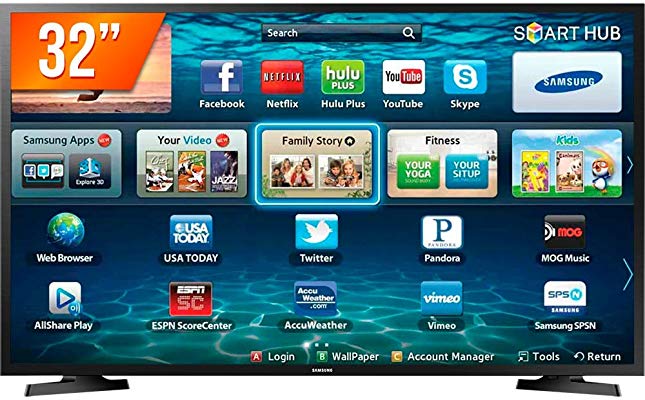 32”
Search
SMART HUB
Facebook
NETFLIX
Netflix
hulu
PLUS
Hulu Plus
YouTube
YouTube
Skype
SAMSUNG
Samsung Apps NEW
Explore 3D
Your Video NEW
JAZZ
Family Story
Fitness
YOUR
YOGA
YOUR
SITUP
Kids
Web Browser
USA
TODAY
USA TODAY
Twitter
P
PANDORA
Pandora
MOG
MOG Music
AllShare Play
ESPN
SC
ESPN ScoreCenter
Accu
Weather
.com
AccuWeather
vimeo
Vimeo
SPSN
SAMSUNG
Samsung SPSN
A Login
B WallPaper
C Account Manager
Tools
Return
SAMSUNG